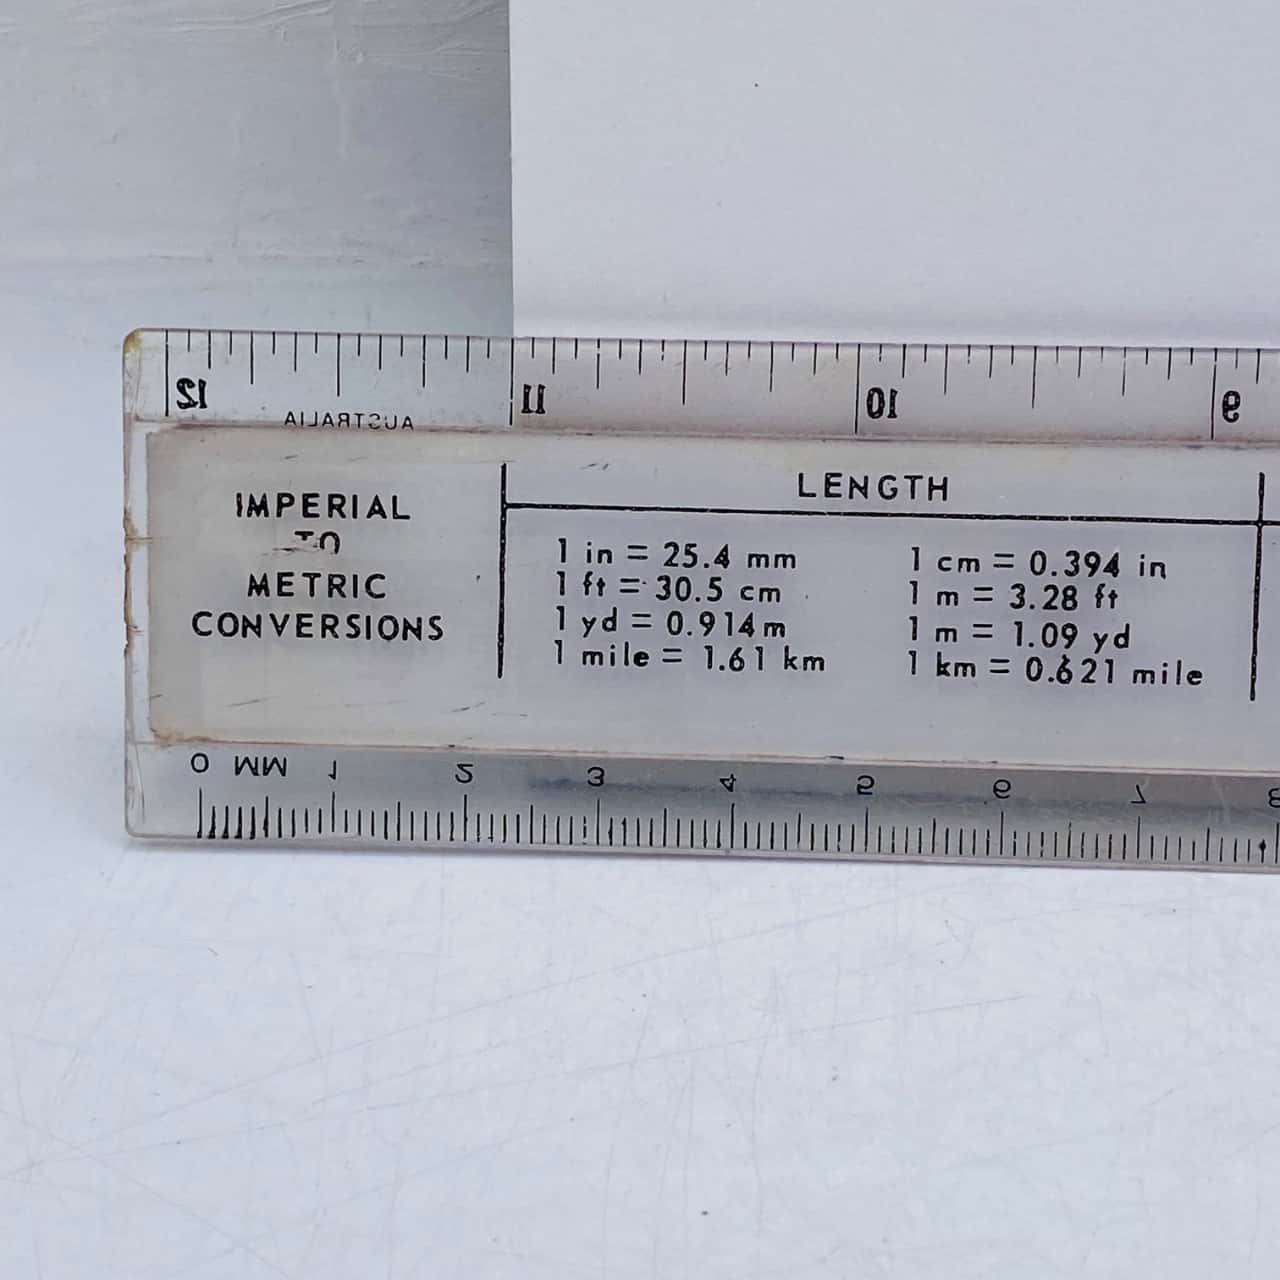 12 11 10 9
AUSTRALIA
IMPERIAL
TO
METRIC
CONVERSIONS
LENGTH
1 in = 25.4 mm
1 ft = 30.5 cm
1 yd = 0.914 m
1 mile = 1.61 km
1 cm = 0.394 in
1 m = 3.28 ft
1 m = 1.09 yd
1 km = 0.621 mile
0 MM 1 2 3 4 5 6 7 8